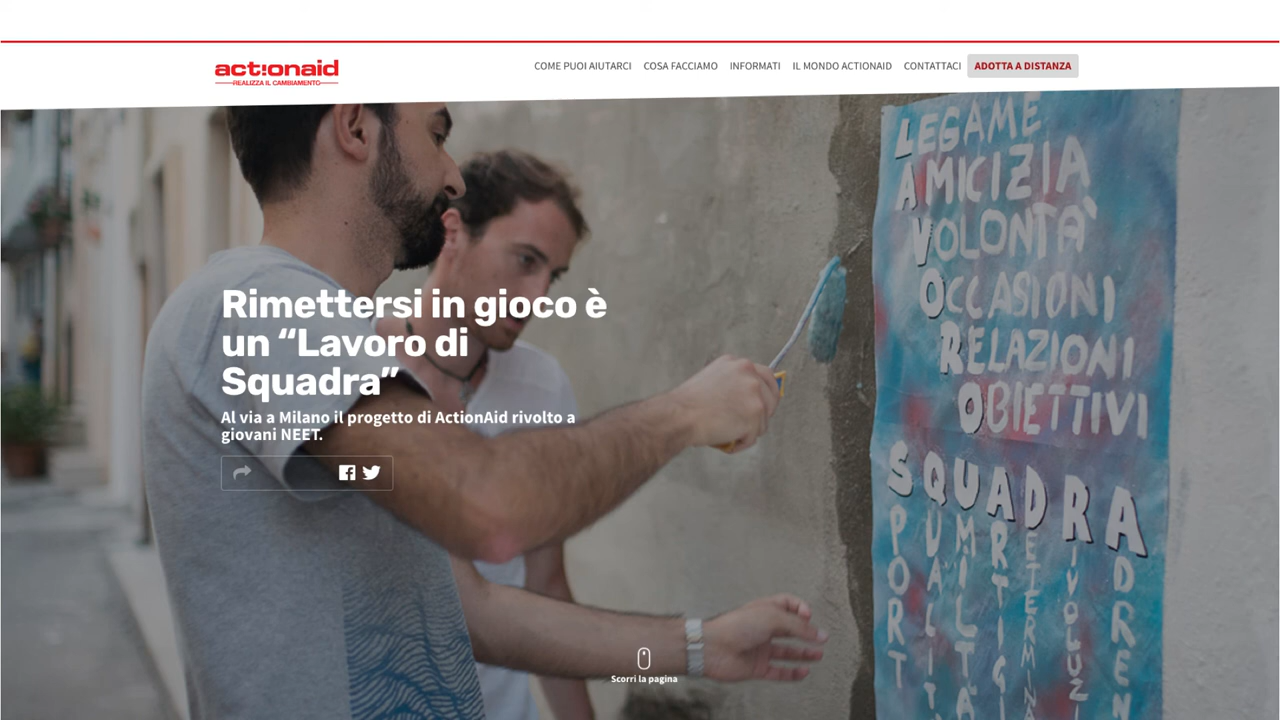 act!onaid
REALIZZA IL CAMBIAMENTO
COME PUOI AIUTARCI COSA FACCIAMO INFORMATI IL MONDO ACTIONAID CONTATTACI ADOTTA A DISTANZA
LEGAME
AMICIZIA
VOLONTÀ
OCCASIONI
RELAZIONI
OBIETTIVI
SQUADRA
SPORT
Rimettersi in gioco è
un “Lavoro di
Squadra”
Al via a Milano il progetto di ActionAid rivolto a
giovani NEET.
Scorri la pagina